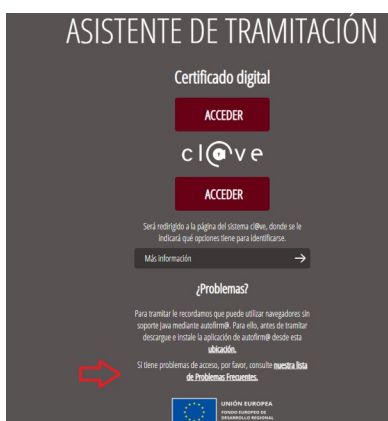 ASISTENTE DE TRAMITACIÓN
Certificado digital
ACCEDER
cl@ve
ACCEDER
Será redirigido a la página del sistema cl@ve, donde se le
indicará qué opciones tiene para identificarse.
Más información →
¿Problemas?
Para tramitar le recordamos que puede utilizar navegadores sin
soporte Java mediante autofirm@. Para ello, antes de tramitar
descargue e instale la aplicación de autofirm@ desde esta
ubicación.
Si tiene problemas de acceso, por favor, consulte nuestra lista
de Problemas Frecuentes.
UNIÓN EUROPEA
FONDO EUROPEO DE
DESARROLLO REGIONAL